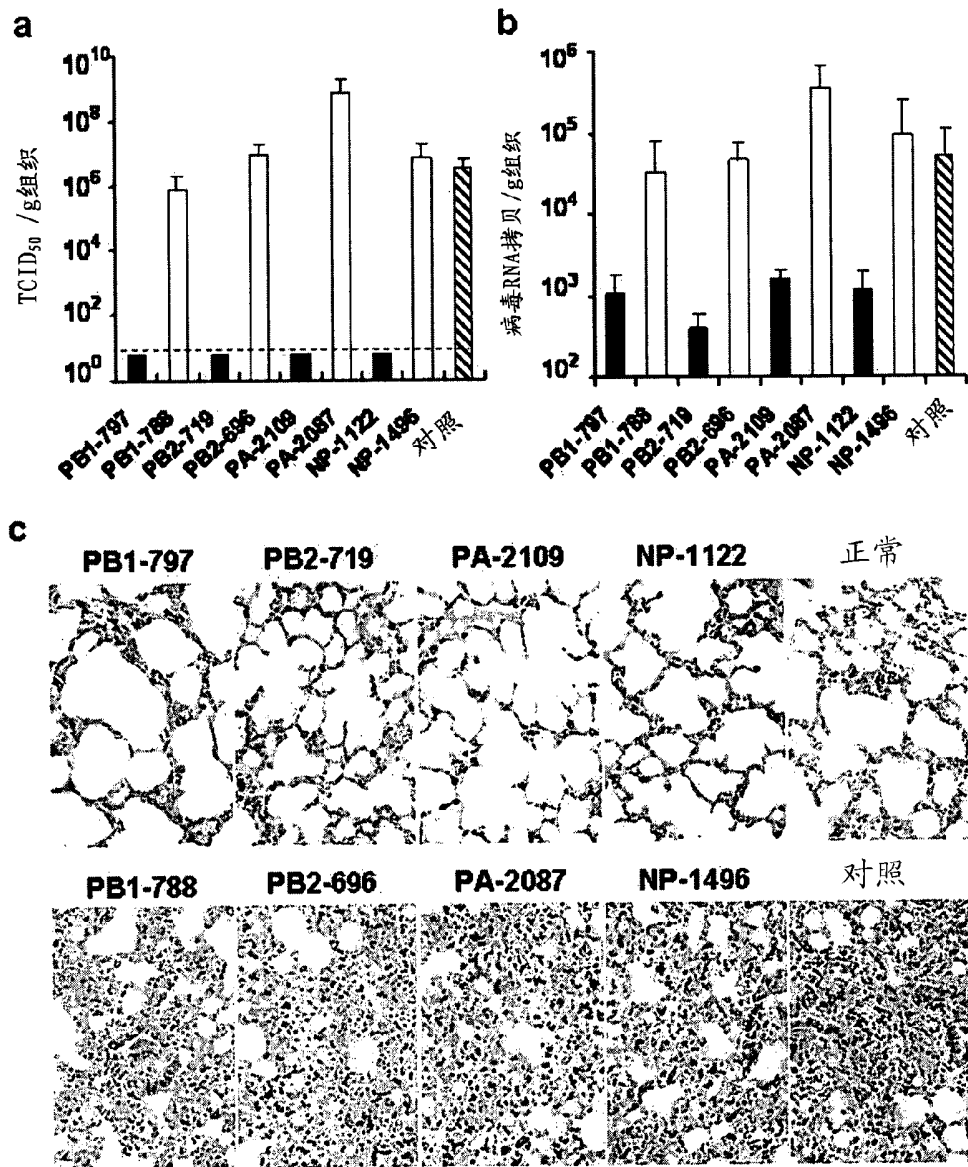 a
10^10
10^8
10^6
10^4
10^2
10^0
TCID50 /g组织
PB1-797
PB1-788
PB2-719
PB2-696
PA-2109
PA-2087
NP-1122
NP-1496
对照
b
10^6
10^5
10^4
10^3
10^2
病毒RNA拷贝/g组织
PB1-797
PB1-788
PB2-719
PB2-696
PA-2109
PA-2087
NP-1122
NP-1496
对照
c
PB1-797 PB2-719 PA-2109 NP-1122 正常
PB1-788 PB2-696 PA-2087 NP-1496 对照